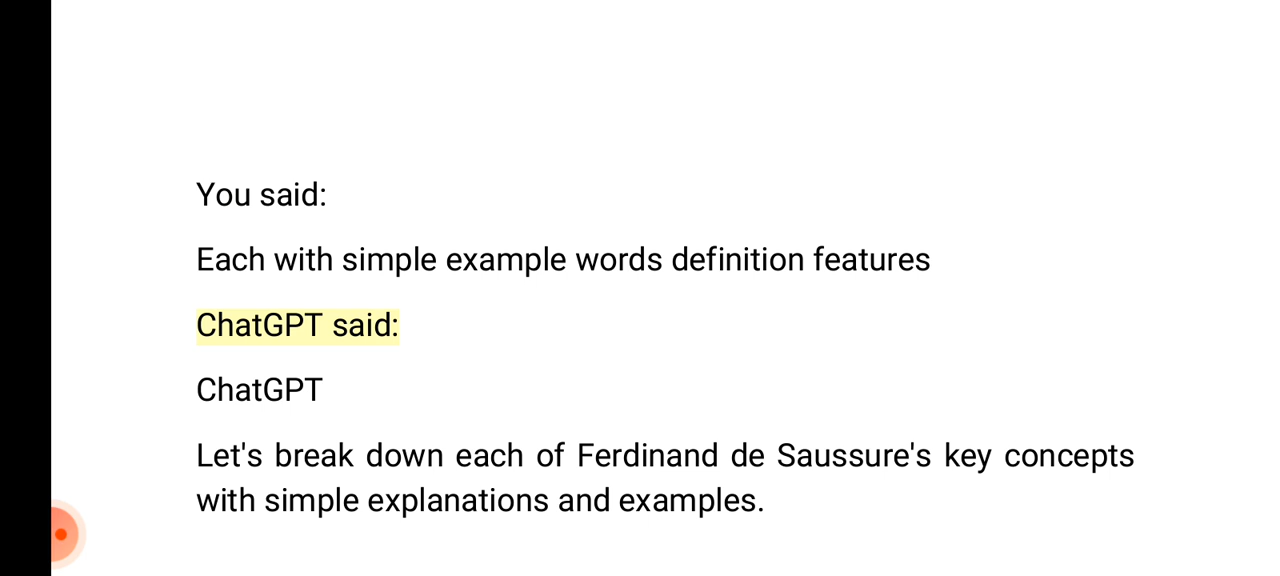 You said:
Each with simple example words definition features
ChatGPT said:
ChatGPT
Let's break down each of Ferdinand de Saussure's key concepts
with simple explanations and examples.